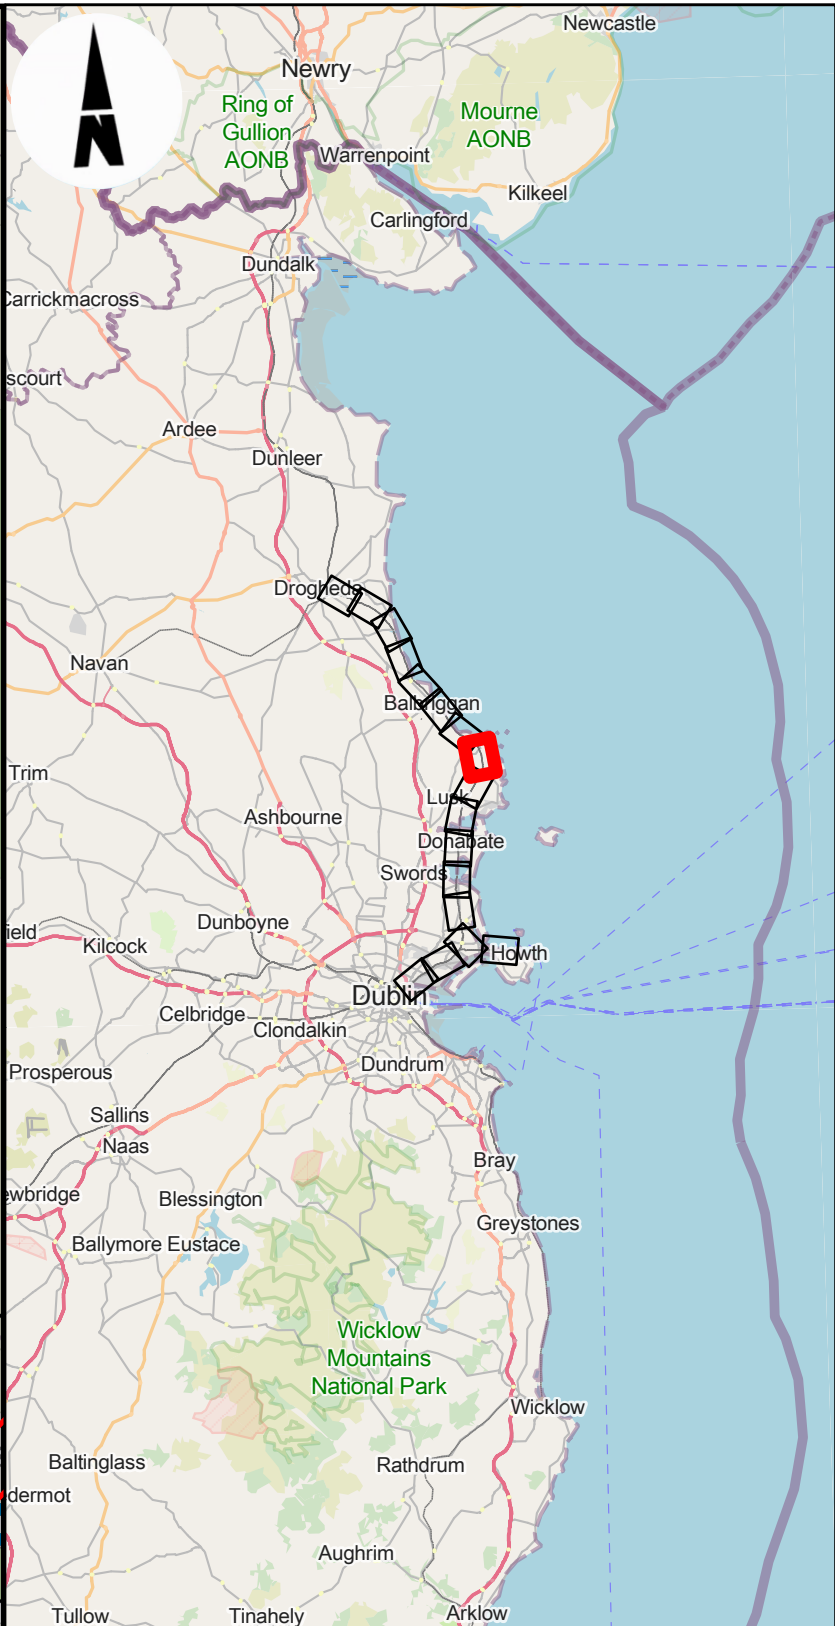 Newcastle
Newry
Ring of
Gullion
AONB
Mourne
AONB
N
Warrenpoint
Kilkeel
Carlingford
Dundalk
Carrickmacross
scourt
Ardee
Dunleer
Drogheda
Navan
Balbriggan
Trim
Lusk
Ashbourne
Donabate
Swords
Dunboyne
ield
Kilcock
Howth
Dublin
Celbridge
Clondalkin
Dundrum
Prosperous
Sallins
Naas
Bray
ewbridge
Blessington
Greystones
Ballymore Eustace
Wicklow
Mountains
National Park
Wicklow
Baltinglass
Rathdrum
dermot
Aughrim
Tullow
Tinahely
Arklow